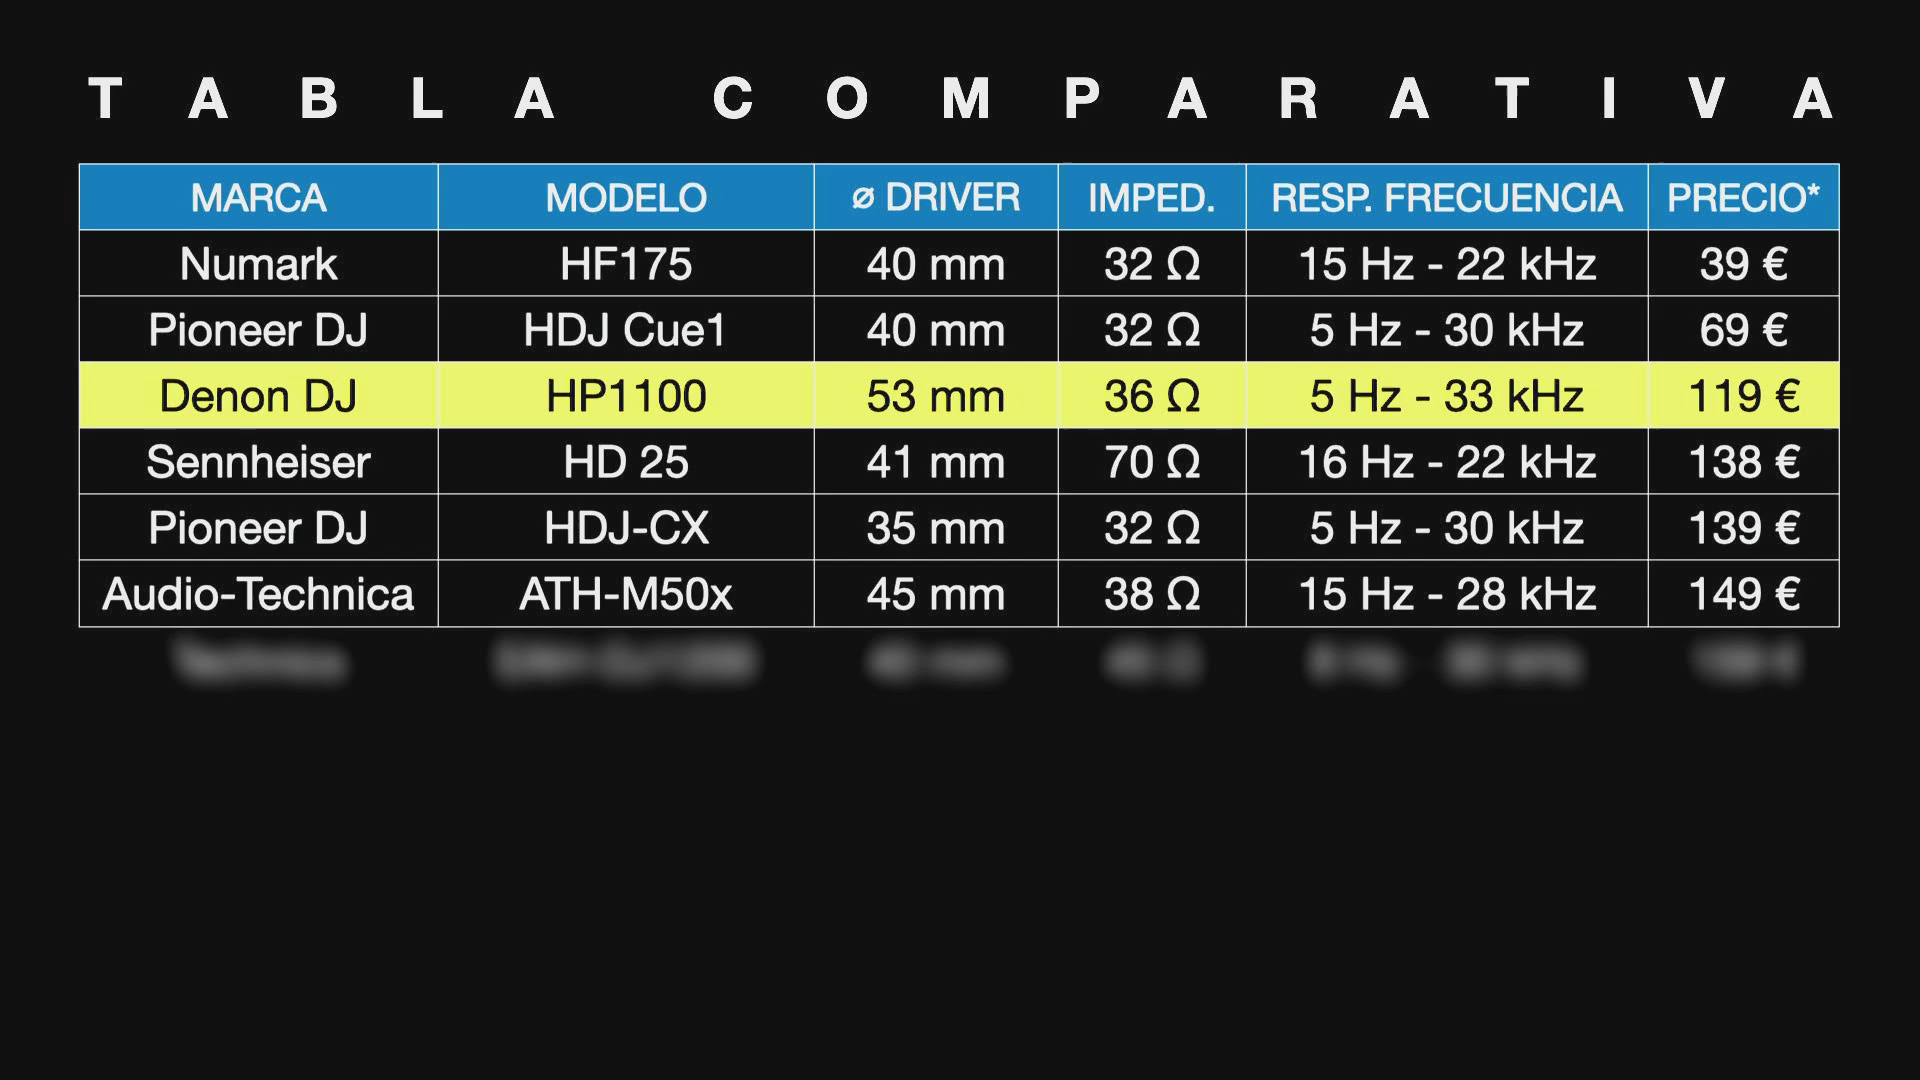 TABLA COMPARATIVA
MARCA MODELO ø DRIVER IMPED. RESP. FRECUENCIA PRECIO*
Numark HF175 40 mm 32 Ω 15 Hz - 22 kHz 39 €
Pioneer DJ HDJ Cue1 40 mm 32 Ω 5 Hz - 30 kHz 69 €
Denon DJ HP1100 53 mm 36 Ω 5 Hz - 33 kHz 119 €
Sennheiser HD 25 41 mm 70 Ω 16 Hz - 22 kHz 138 €
Pioneer DJ HDJ-CX 35 mm 32 Ω 5 Hz - 30 kHz 139 €
Audio-Technica ATH-M50x 45 mm 38 Ω 15 Hz - 28 kHz 149 €